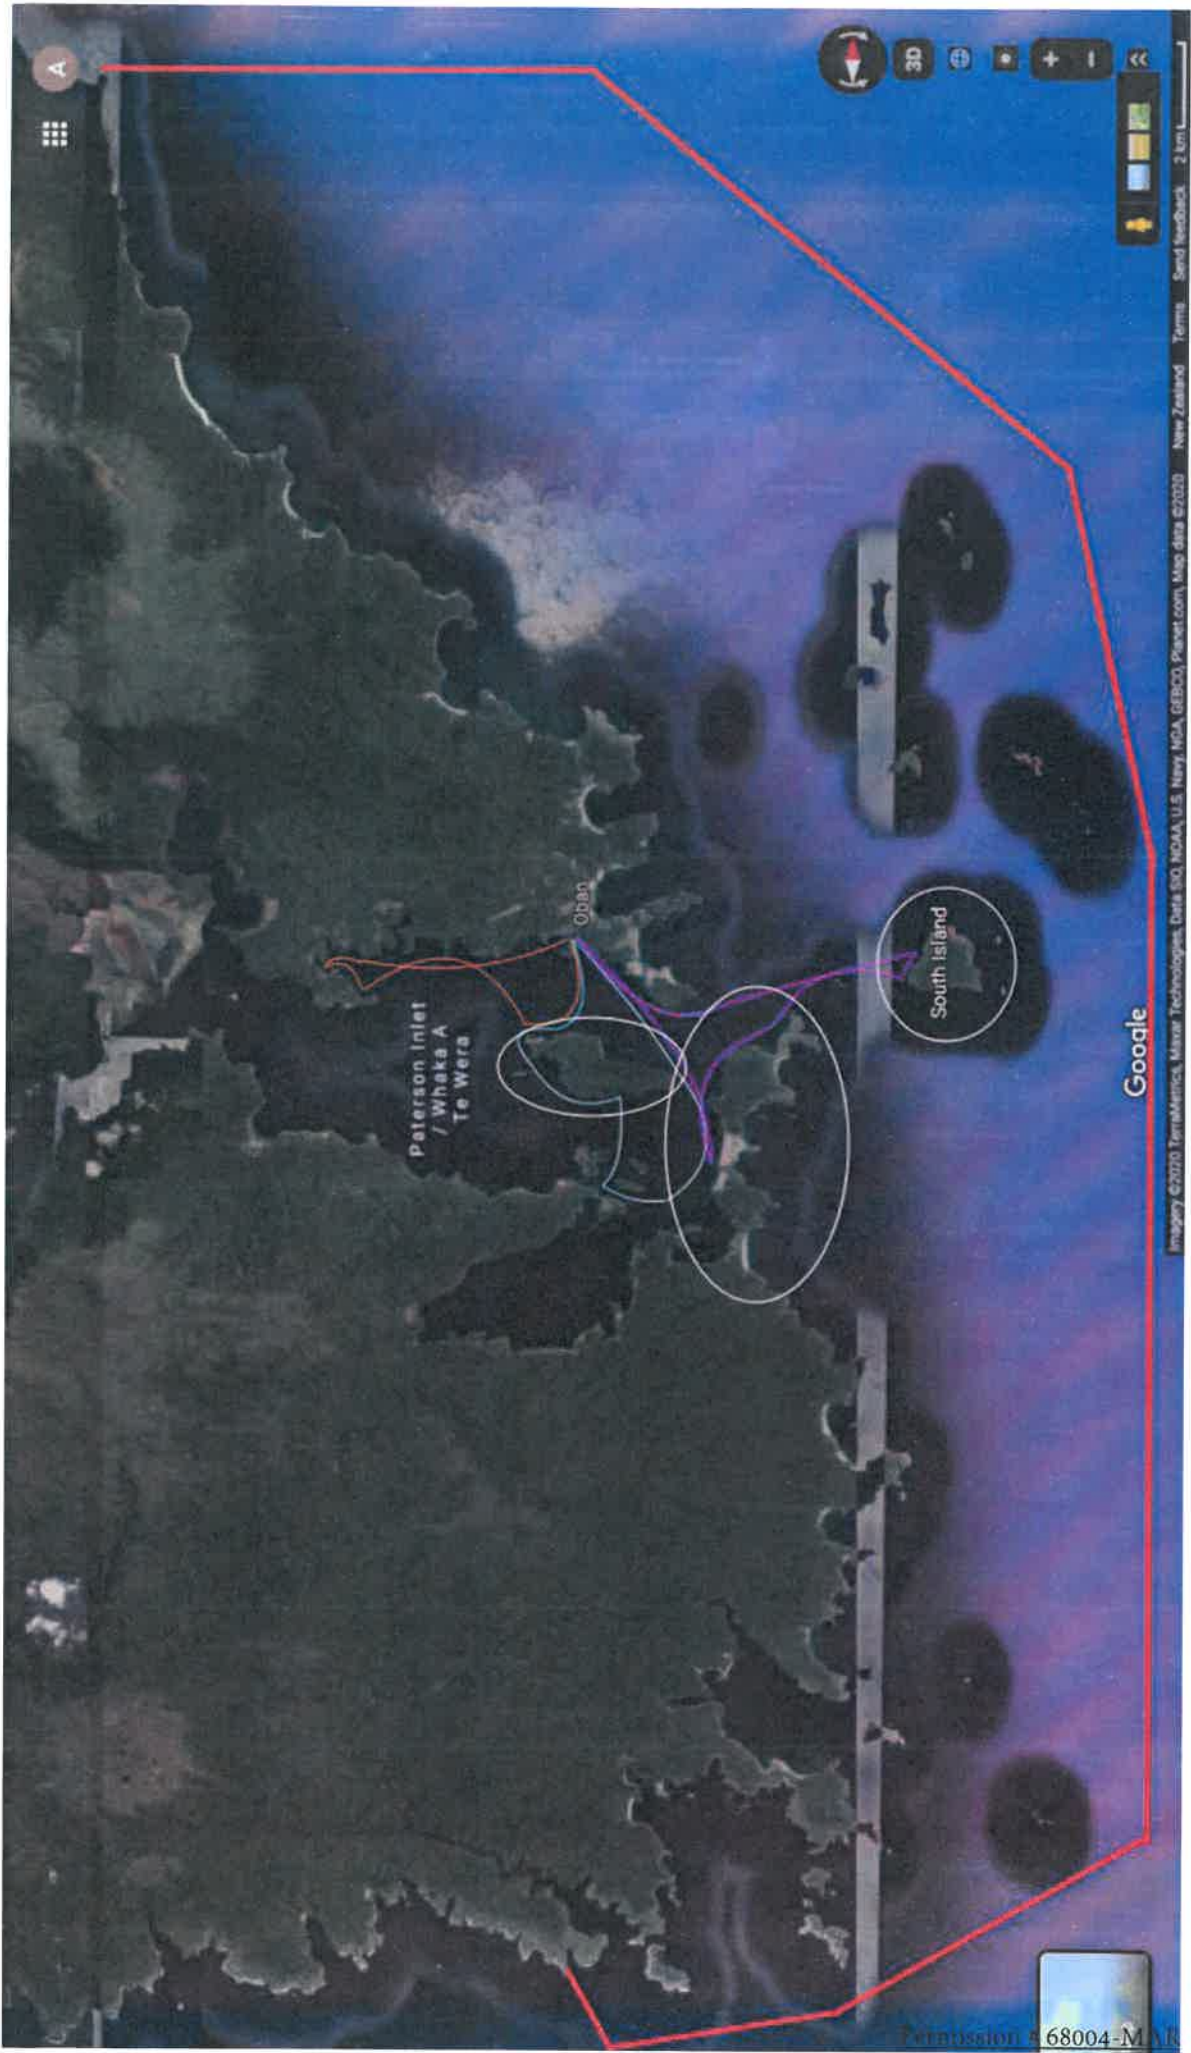 A
Oban
Paterson Inlet
/ Whaka A
Te Wera
South Island
Google
3D
+
−
Imagery ©2020 TerraMetrics, Maxar Technologies, Data SIO, NOAA, U.S. Navy, NGA, GEBCO, Planet.com, Map data ©2020 New Zealand Terms Send feedback 2 km
Permission # 68004-MAR